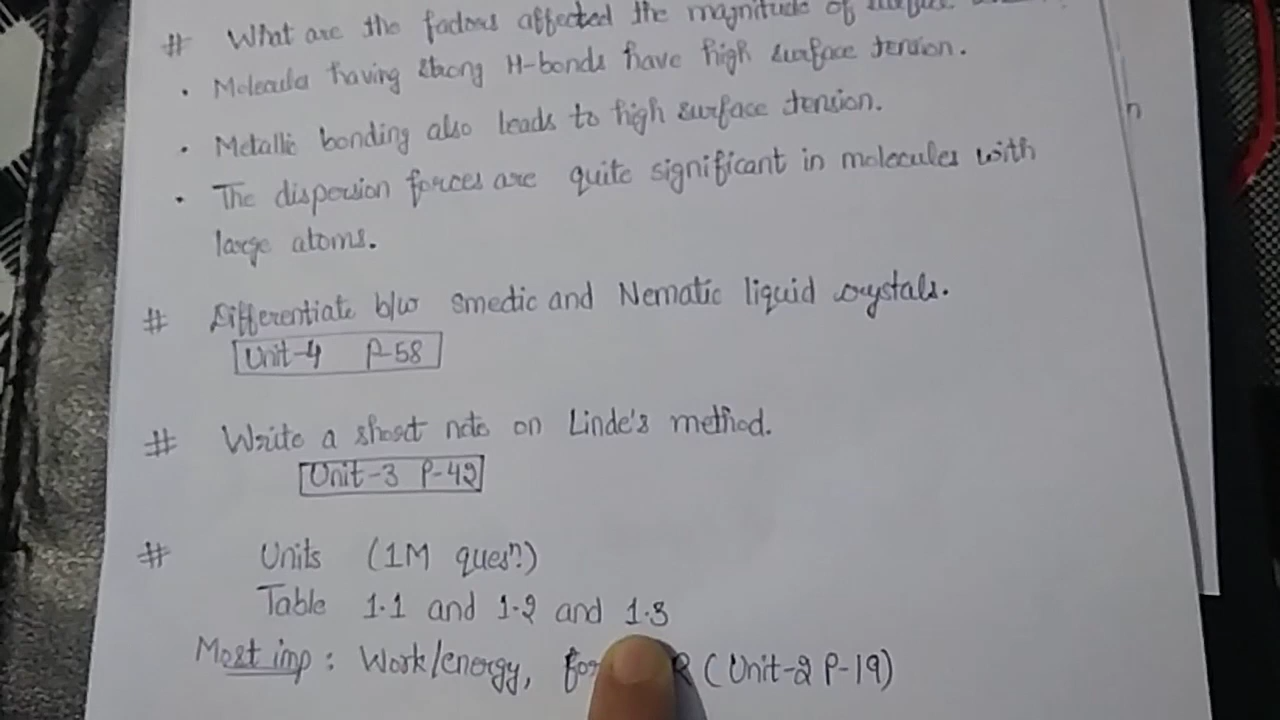 # What are the factors affected the magnitude of surface
• Molecules having strong H-bonds have high surface tension.
• Metallic bonding also leads to high surface tension.
• The dispersion forces are quite significant in molecules with
large atoms.
# Differentiate b/w Smedic and Nematic liquid crystals.
Unit-4 P-58
# Write a short note on Linde's method.
Unit-3 P-42
# Units (1M ques?)
Table 1.1 and 1.2 and 1.3
Most imp: Work/energy, R (Unit-2 P-19)